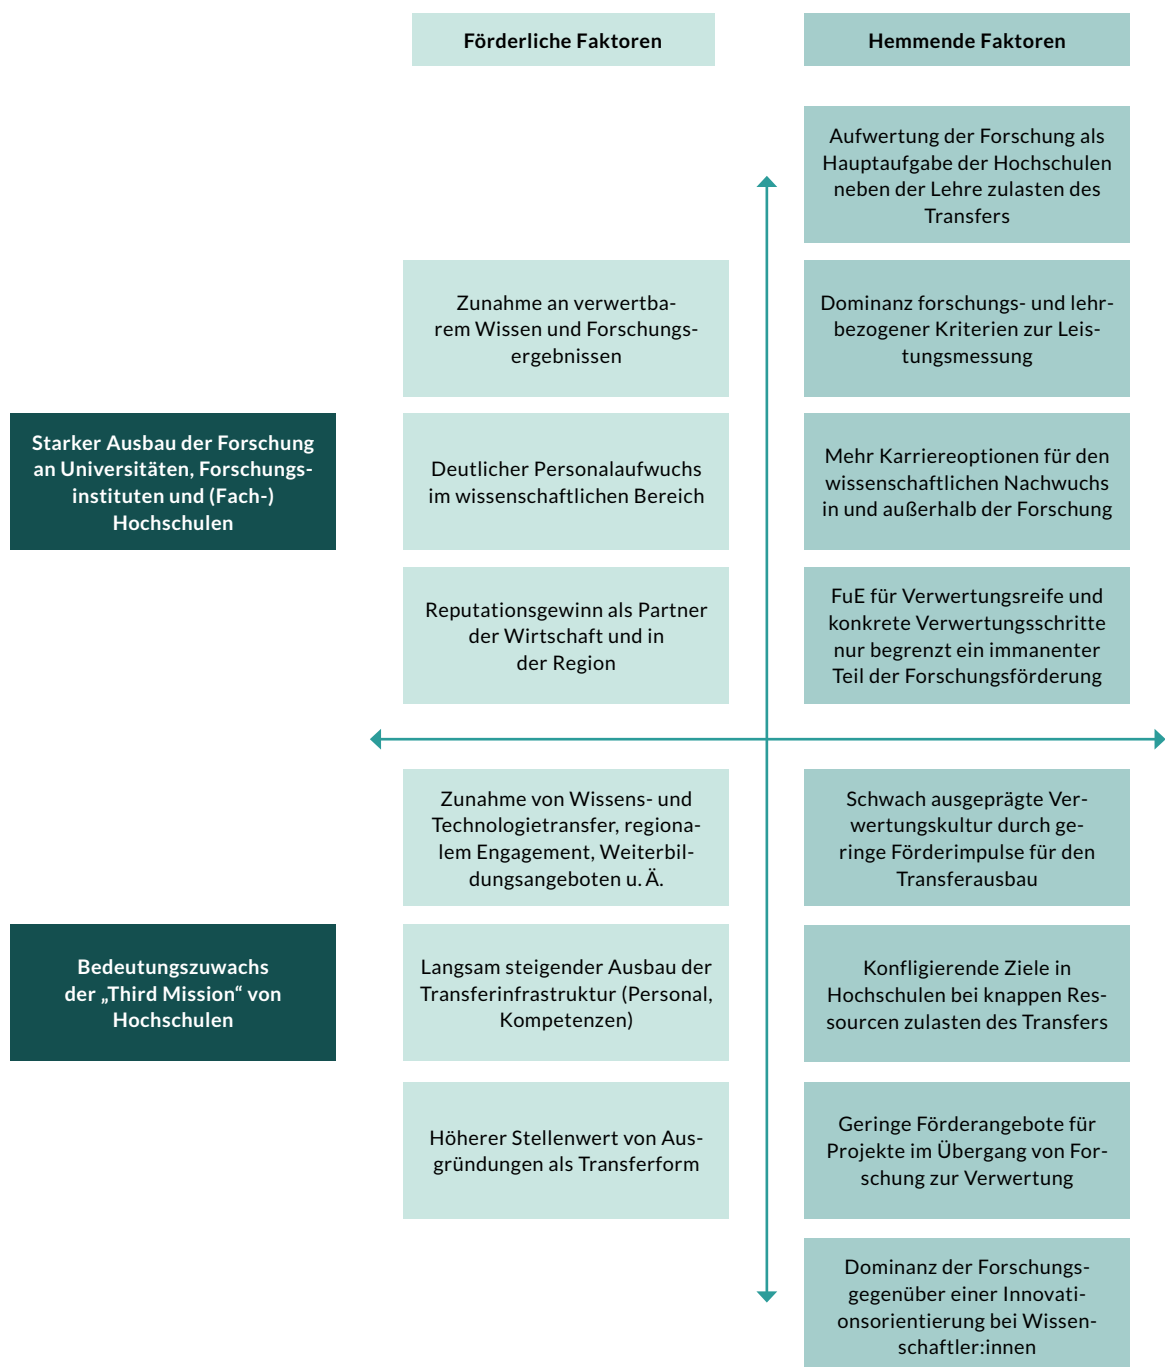 Förderliche Faktoren
Hemmende Faktoren
Aufwertung der Forschung als
Hauptaufgabe der Hochschulen
neben der Lehre zulasten des
Transfers
Zunahme an verwertba-
rem Wissen und Forschungs-
ergebnissen
Dominanz forschungs- und lehr-
bezogener Kriterien zur Leis-
tungsmessung
Starker Ausbau der Forschung
an Universitäten, Forschungs-
instituten und (Fach-)
Hochschulen
Deutlicher Personalaufwuchs
im wissenschaftlichen Bereich
Mehr Karriereoptionen für den
wissenschaftlichen Nachwuchs
in und außerhalb der Forschung
Reputationsgewinn als Partner
der Wirtschaft und in
der Region
FuE für Verwertungsreife und
konkrete Verwertungsschritte
nur begrenzt ein immanenter
Teil der Forschungsförderung
Zunahme von Wissens- und
Technologietransfer, regiona-
lem Engagement, Weiterbil-
dungsangeboten u. Ä.
Schwach ausgeprägte Ver-
wertungskultur durch ge-
ringe Förderimpulse für den
Transferausbau
Bedeutungszuwachs
der „Third Mission“ von
Hochschulen
Langsam steigender Ausbau der
Transferinfrastruktur (Personal,
Kompetenzen)
Konfligierende Ziele in
Hochschulen bei knappen Res-
sourcen zulasten des Transfers
Höherer Stellenwert von Aus-
gründungen als Transferform
Geringe Förderangebote für
Projekte im Übergang von For-
schung zur Verwertung
Dominanz der Forschungs-
gegenüber einer Innovati-
onsorientierung bei Wissen-
schaftler:innen